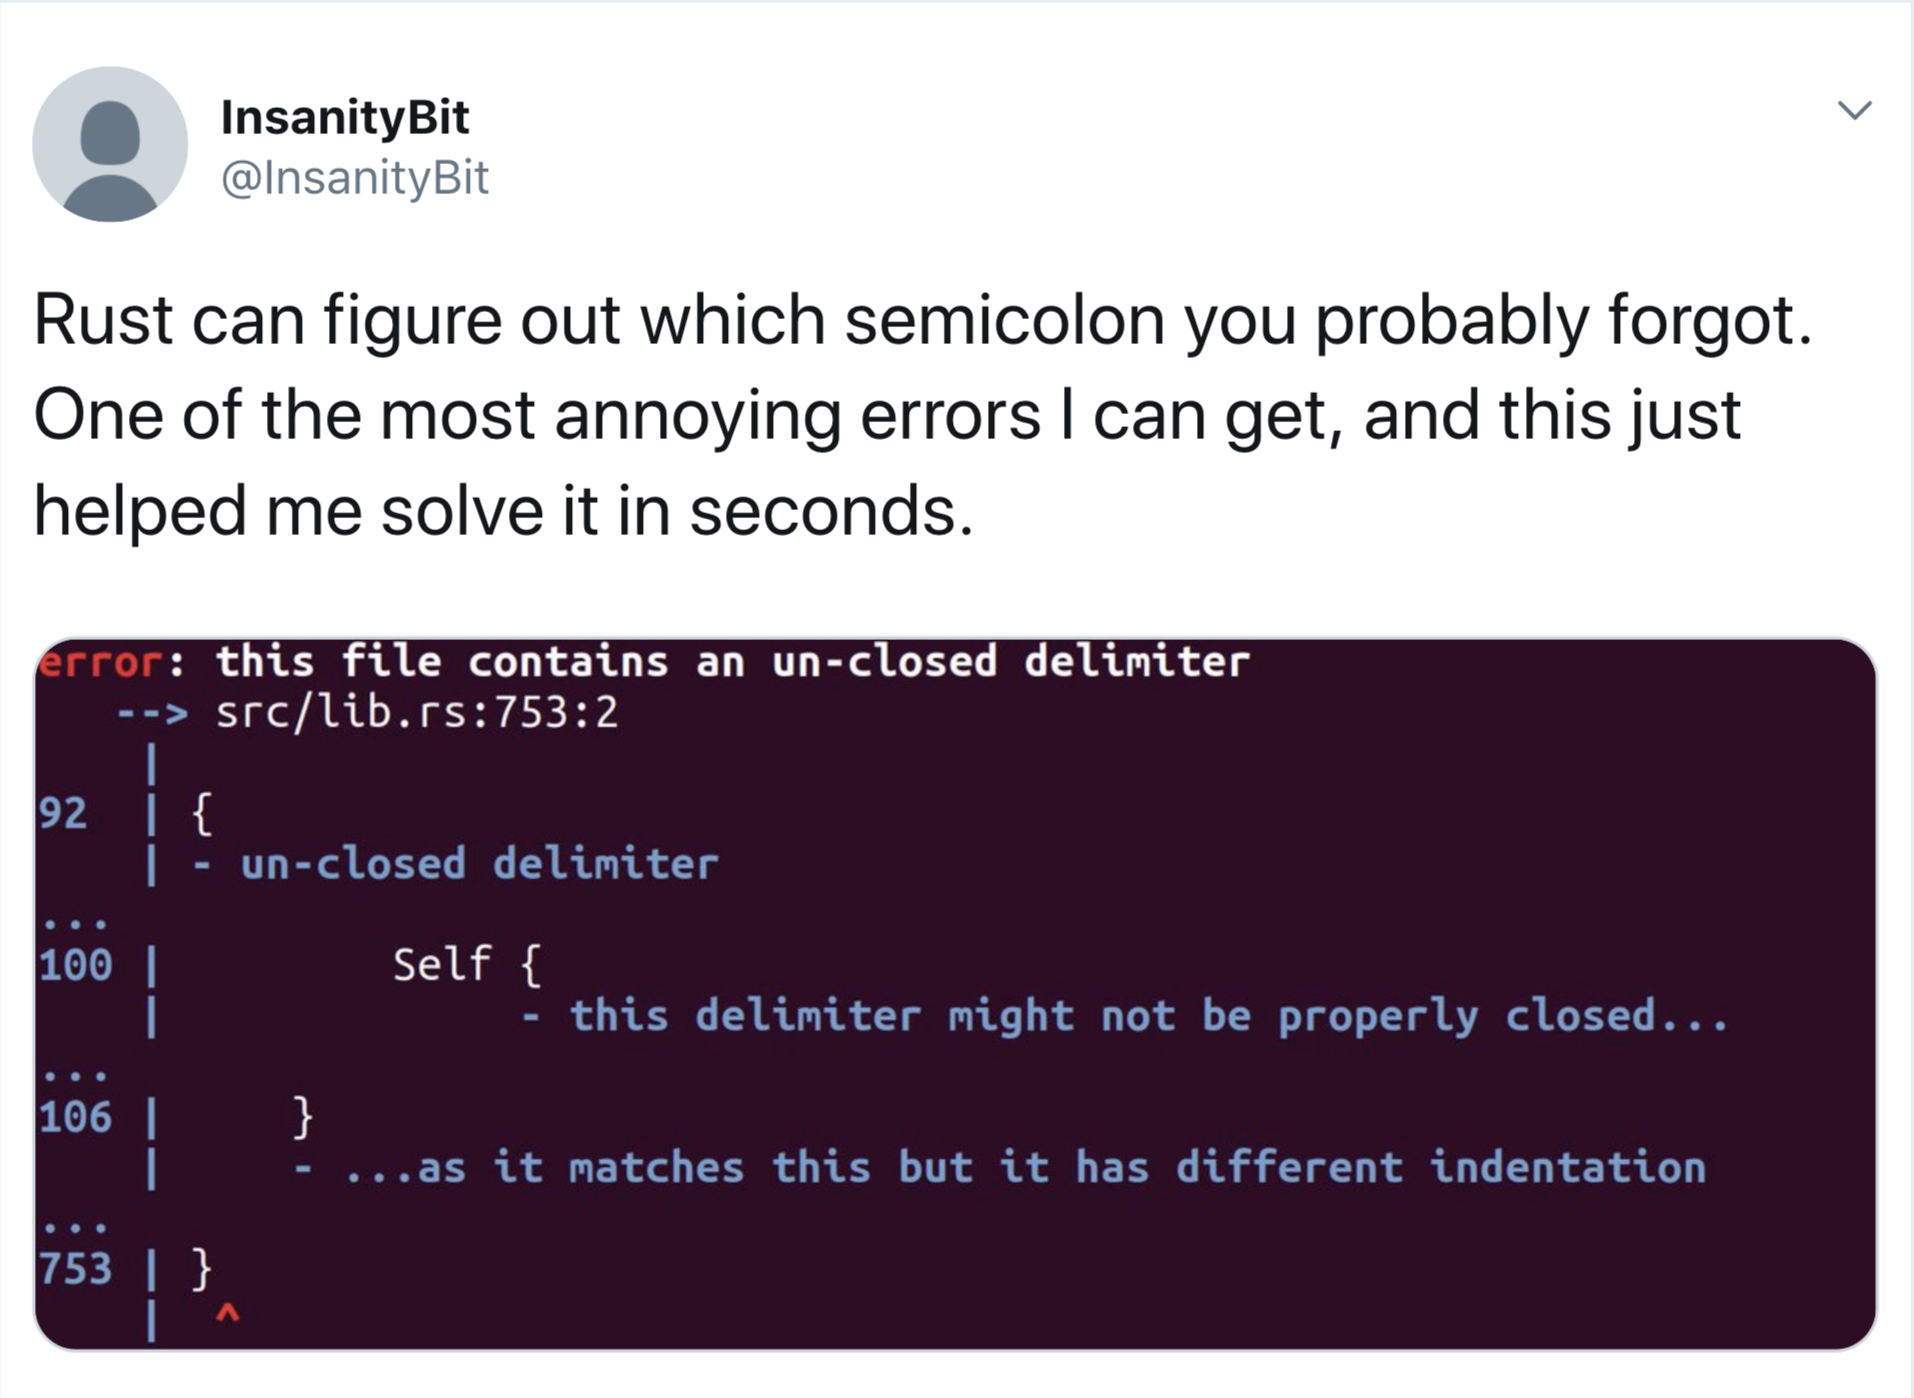 InsanityBit
@InsanityBit
Rust can figure out which semicolon you probably forgot.
One of the most annoying errors I can get, and this just
helped me solve it in seconds.
error: this file contains an un-closed delimiter
--> src/lib.rs:753:2
|
92 | {
| - un-closed delimiter
...
100 | Self {
| - this delimiter might not be properly closed...
...
106 | }
| - ...as it matches this but it has different indentation
...
753 | }
| ^